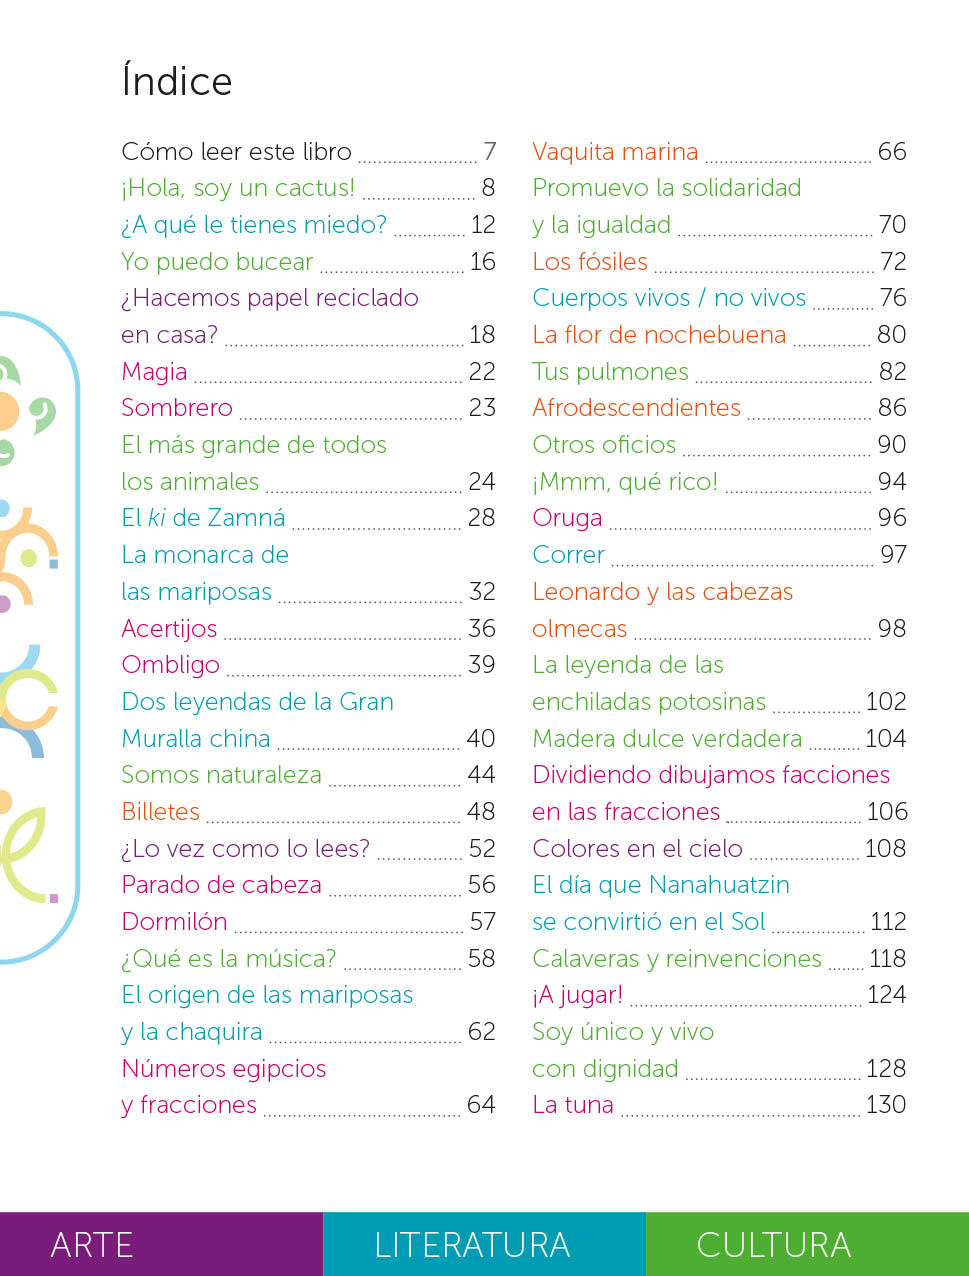 Índice
Cómo leer este libro 7
¡Hola, soy un cactus! 8
¿A qué le tienes miedo? 12
Yo puedo bucear 16
¿Hacemos papel reciclado
en casa? 18
Magia 22
Sombrero 23
El más grande de todos
los animales 24
El ki de Zamná 28
La monarca de
las mariposas 32
Acertijos 36
Ombligo 39
Dos leyendas de la Gran
Muralla china 40
Somos naturaleza 44
Billetes 48
¿Lo vez como lo lees? 52
Parado de cabeza 56
Dormilón 57
¿Qué es la música? 58
El origen de las mariposas
y la chaquira 62
Números egipcios
y fracciones 64
Vaquita marina 66
Promuevo la solidaridad
y la igualdad 70
Los fósiles 72
Cuerpos vivos / no vivos 76
La flor de nochebuena 80
Tus pulmones 82
Afrodescendientes 86
Otros oficios 90
¡Mmm, qué rico! 94
Oruga 96
Correr 97
Leonardo y las cabezas
olmecas 98
La leyenda de las
enchiladas potosinas 102
Madera dulce verdadera 104
Dividiendo dibujamos facciones
en las fracciones 106
Colores en el cielo 108
El día que Nanahuatzin
se convirtió en el Sol 112
Calaveras y reinvenciones 118
¡A jugar! 124
Soy único y vivo
con dignidad 128
La tuna 130
ARTE LITERATURA CULTURA